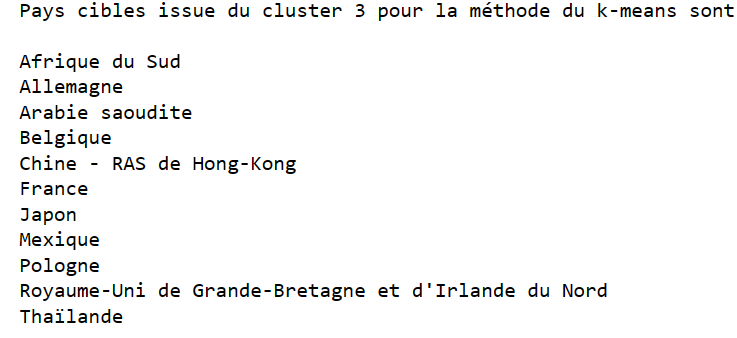 Pays cibles issue du cluster 3 pour la méthode du k-means sont
Afrique du Sud
Allemagne
Arabie saoudite
Belgique
Chine - RAS de Hong-Kong
France
Japon
Mexique
Pologne
Royaume-Uni de Grande-Bretagne et d'Irlande du Nord
Thaïlande